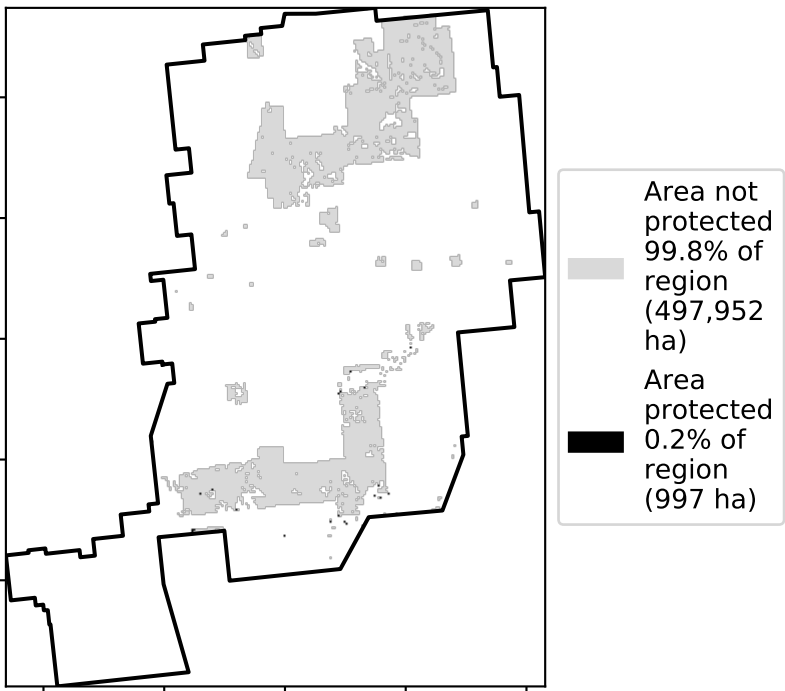 Area not
protected
99.8% of
region
(497,952
ha)
Area
protected
0.2% of
region
(997 ha)